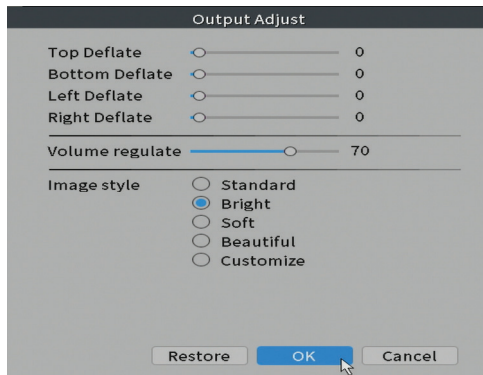 Output Adjust
Top Deflate 0
Bottom Deflate 0
Left Deflate 0
Right Deflate 0
Volume regulate 70
Image style Standard
Bright
Soft
Beautiful
Customize
Restore OK Cancel